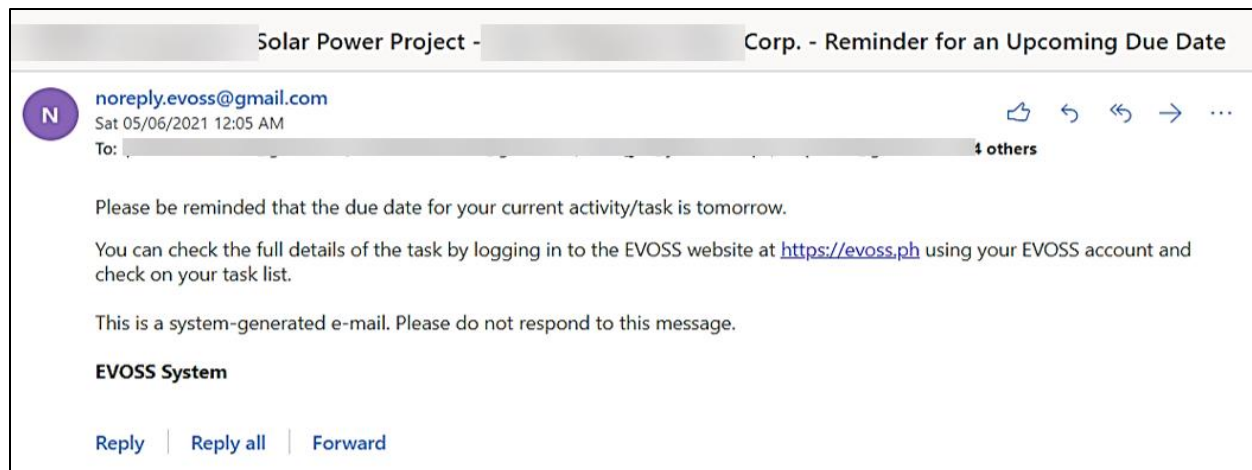 Solar Power Project - Corp. - Reminder for an Upcoming Due Date
N
noreply.evoss@gmail.com
Sat 05/06/2021 12:05 AM
To: 4 others
Please be reminded that the due date for your current activity/task is tomorrow.
You can check the full details of the task by logging in to the EVOSS website at https://evoss.ph using your EVOSS account and
check on your task list.
This is a system-generated e-mail. Please do not respond to this message.
EVOSS System
Reply Reply all Forward